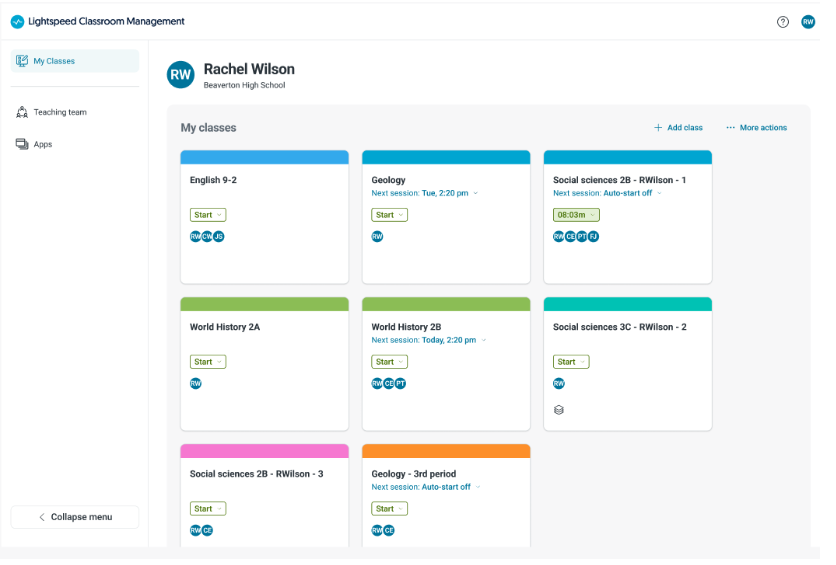 Lightspeed Classroom Management
?
RW
My Classes
Teaching team
Apps
Collapse menu
RW
Rachel Wilson
Beaverton High School
My classes
+ Add class
··· More actions
English 9-2
Start
RW CW JS
Geology
Next session: Tue, 2:20 pm
Start
RW
Social sciences 2B - RWilson - 1
Next session: Auto-start off
08:03m
RW CE PT FJ
World History 2A
Start
RW
World History 2B
Next session: Today, 2:20 pm
Start
RW CE PT
Social sciences 3C - RWilson - 2
Start
RW
Social sciences 2B - RWilson - 3
Start
RW CE
Geology - 3rd period
Next session: Auto-start off
Start
RW CE